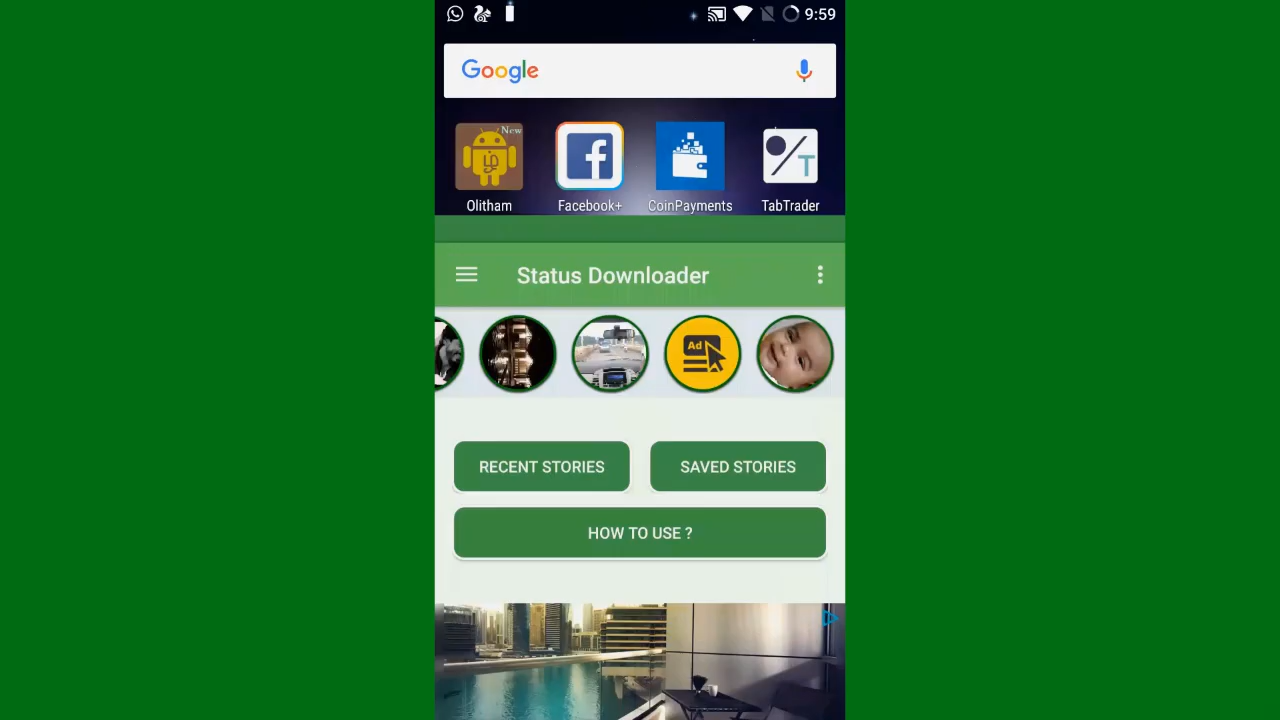 9:59
Google
New
ழ
Olitham
Facebook+
CoinPayments
T
TabTrader
Status Downloader
Ad
RECENT STORIES
SAVED STORIES
HOW TO USE ?